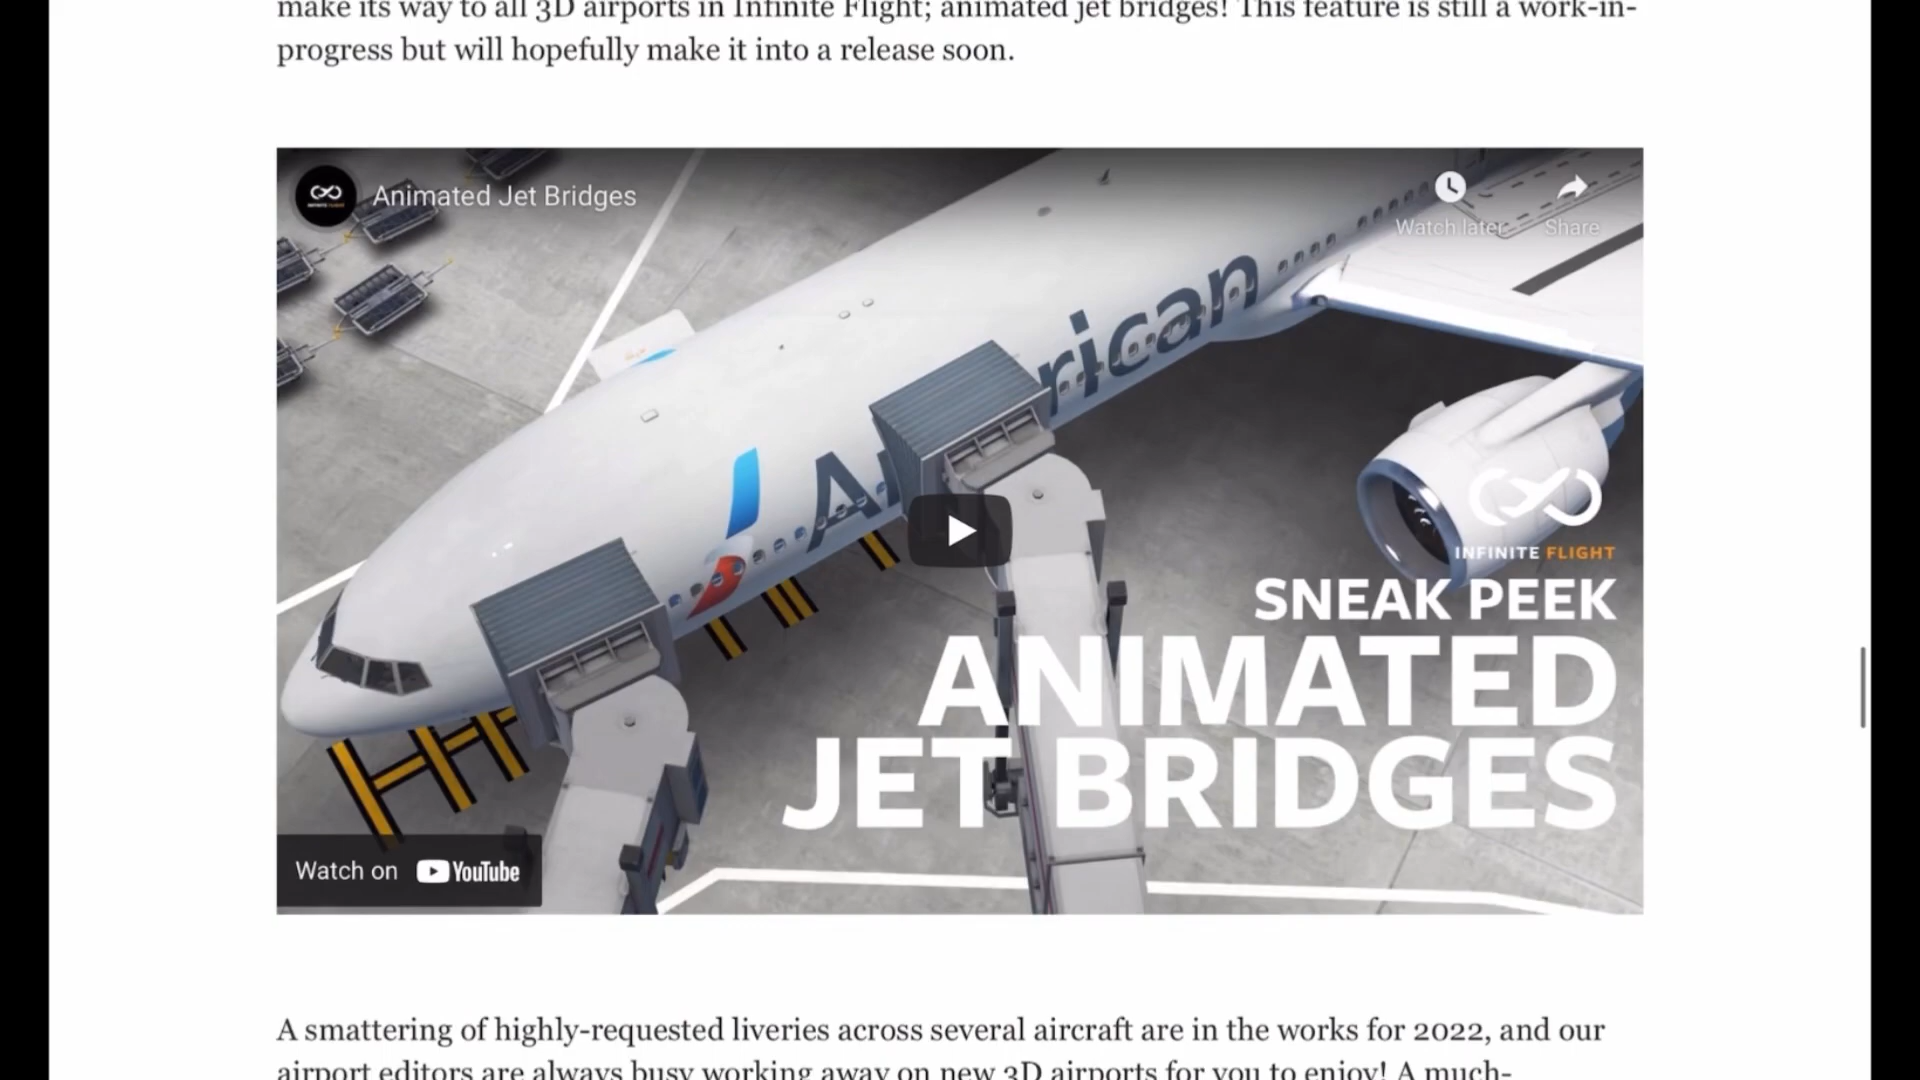 make its way to all 3D airports in Infinite Flight; animated jet bridges! This feature is still a work-in-
progress but will hopefully make it into a release soon.
Animated Jet Bridges
Watch later
Share
American
INFINITE FLIGHT
SNEAK PEEK
ANIMATED
JET BRIDGES
Watch on YouTube
A smattering of highly-requested liveries across several aircraft are in the works for 2022, and our
airport editors are always busy working away on new 3D airports for you to enjoy! A much-